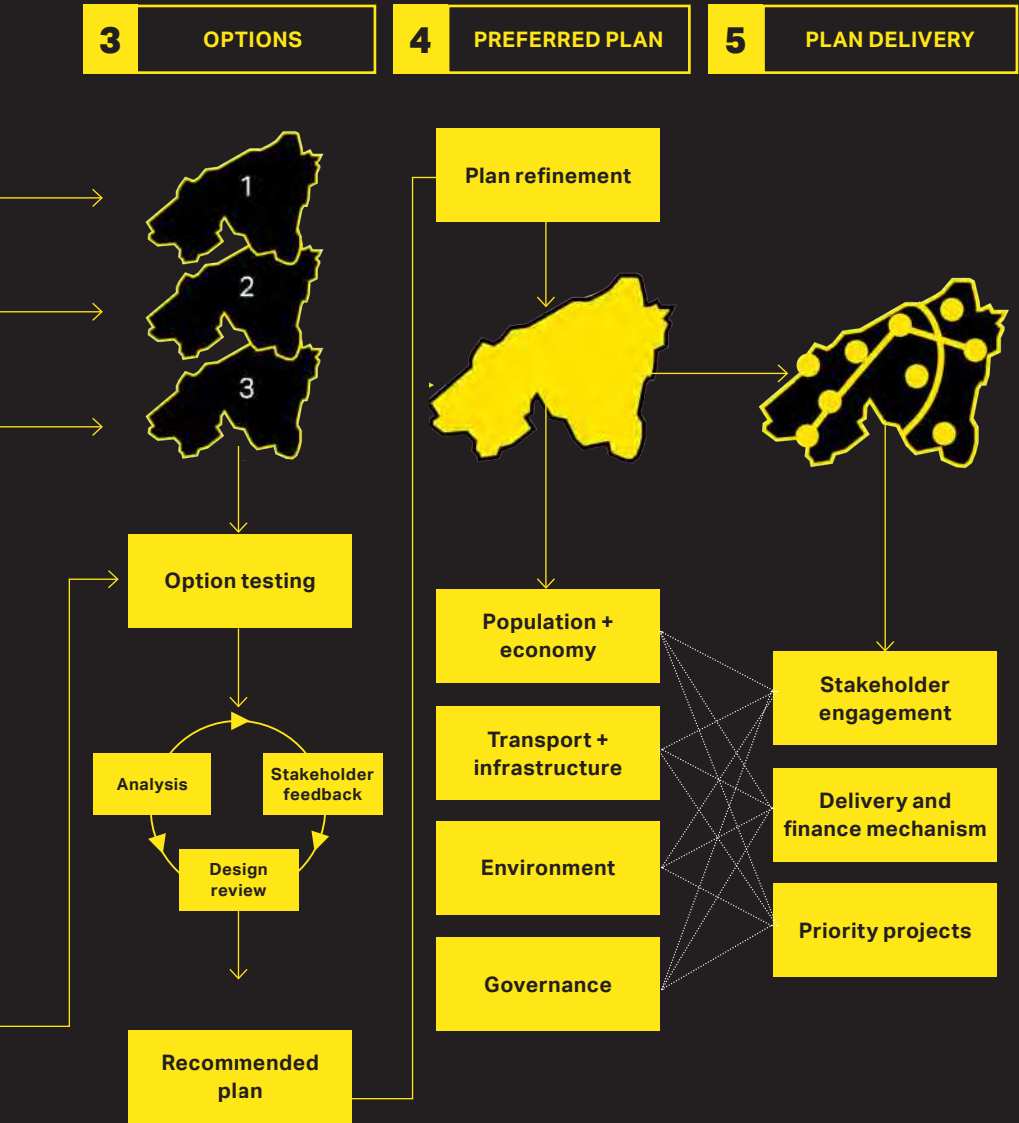 3
OPTIONS
4
PREFERRED PLAN
5
PLAN DELIVERY
1
2
3
Option testing
Analysis
Stakeholder
feedback
Design
review
Recommended
plan
Plan refinement
Population +
economy
Transport +
infrastructure
Environment
Governance
Stakeholder
engagement
Delivery and
finance mechanism
Priority projects